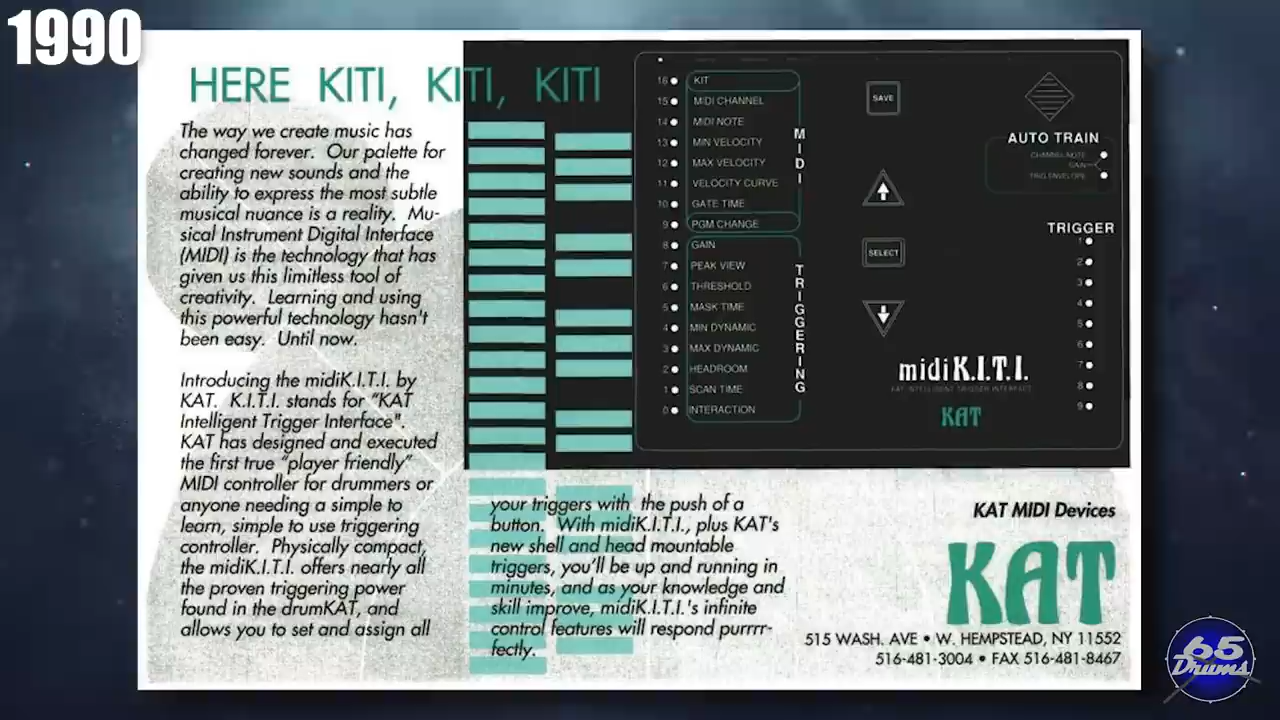 1990
HERE KITI, KITI, KITI
The way we create music has
changed forever. Our palette for
creating new sounds and the
ability to express the most subtle
musical nuance is a reality. Mu-
sical Instrument Digital Interface
(MIDI) is the technology that has
given us this limitless tool of
creativity. Learning and using
this powerful technology hasn't
been easy. Until now.
Introducing the midiK.I.T.I. by
KAT. K.I.T.I. stands for "KAT
Intelligent Trigger Interface".
KAT has designed and executed
the first true "player friendly"
MIDI controller for drummers or
anyone needing a simple to
learn, simple to use triggering
controller. Physically compact,
the midiK.I.T.I. offers nearly all
the proven triggering power
found in the drumKAT, and
allows you to set and assign all
your triggers with the push of a
button. With midiK.I.T.I., plus KAT's
new shell and head mountable
triggers, you'll be up and running in
minutes, and as your knowledge and
skill improve, midiK.I.T.I.'s infinite
control features will respond purrrr-
fectly.
16 KIT
15 MIDI CHANNEL
14 MIDI NOTE
13 MIN VELOCITY
12 MAX VELOCITY
11 VELOCITY CURVE
10 GATE TIME
9 PGM CHANGE
8 GAIN
7 PEAK VIEW
6 THRESHOLD
5 MASK TIME
4 MIN DYNAMIC
3 MAX DYNAMIC
2 HEADROOM
1 SCAN TIME
0 INTERACTION
MIDI
TRIGGERING
SAVE
SELECT
AUTO TRAIN
CHANNEL NOTE
GAIN
TRIG ENVELOPE
TRIGGER
1
2
3
4
5
6
7
8
9
midiK.I.T.I.
KAT INTELLIGENT TRIGGER INTERFACE
KAT
KAT MIDI Devices
KAT
515 WASH. AVE • W. HEMPSTEAD, NY 11552
516-481-3004 • FAX 516-481-8467
65
Drums